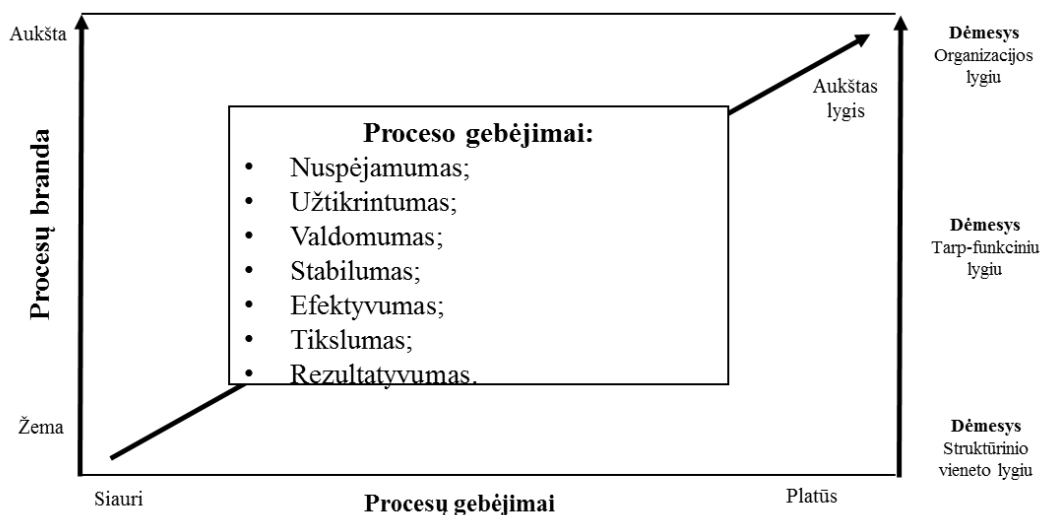 Aukšta
Procesų branda
Žema
Proceso gebėjimai:
• Nuspėjamumas;
• Užtikrintumas;
• Valdomumas;
• Stabilumas;
• Efektyvumas;
• Tikslumas;
• Rezultatyvumas.
Aukštas
lygis
Dėmesys
Organizacijos
lygiu
Dėmesys
Tarp-funkciniu
lygiu
Dėmesys
Struktūrinio
vieneto lygiu
Siauri
Procesų gebėjimai
Platūs